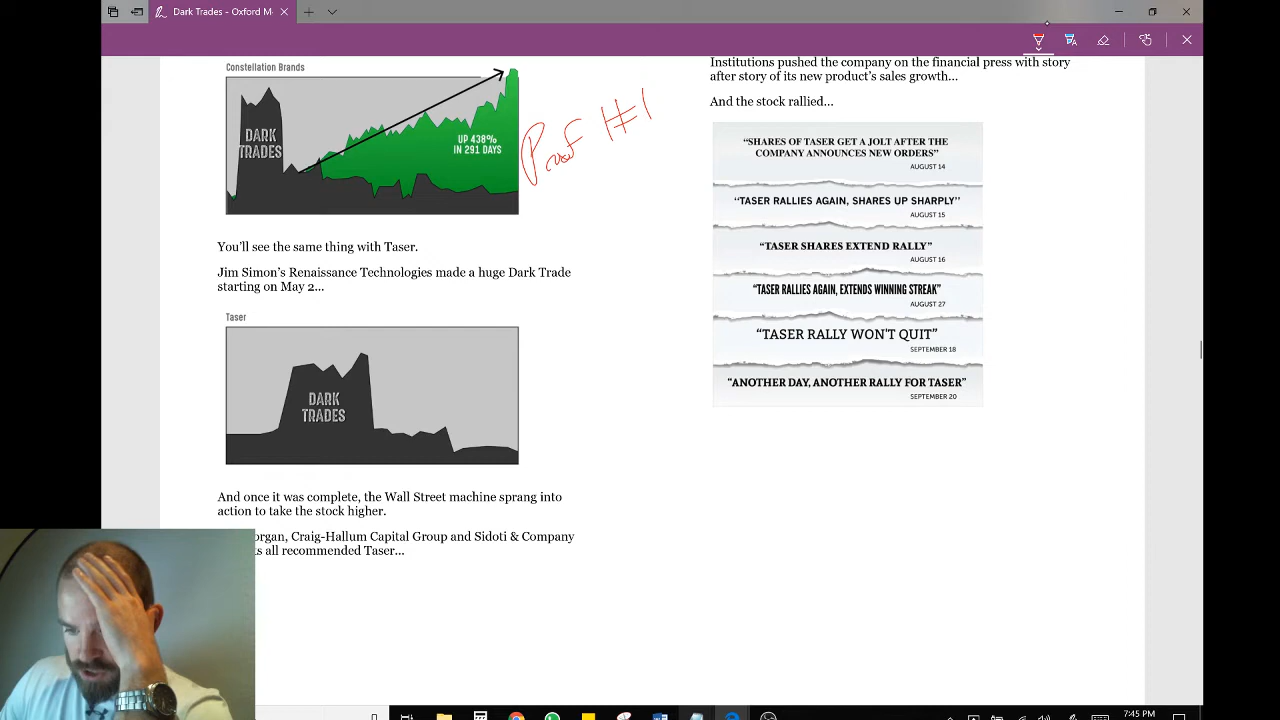 Dark Trades - Oxford M
Constellation Brands
DARK
TRADES
UP 438%
IN 291 DAYS
Proof #1
You'll see the same thing with Taser.
Jim Simon's Renaissance Technologies made a huge Dark Trade
starting on May 2…
Taser
DARK
TRADES
And once it was complete, the Wall Street machine sprang into
action to take the stock higher.
organ, Craig-Hallum Capital Group and Sidoti & Company
all recommended Taser…
Institutions pushed the company on the financial press with story
after story of its new product's sales growth…
And the stock rallied…
"SHARES OF TASER GET A JOLT AFTER THE
COMPANY ANNOUNCES NEW ORDERS"
AUGUST 14
"TASER RALLIES AGAIN, SHARES UP SHARPLY"
AUGUST 15
"TASER SHARES EXTEND RALLY"
AUGUST 16
"TASER RALLIES AGAIN, EXTENDS WINNING STREAK"
AUGUST 27
"TASER RALLY WON'T QUIT"
SEPTEMBER 18
"ANOTHER DAY, ANOTHER RALLY FOR TASER"
SEPTEMBER 20
7:45 PM